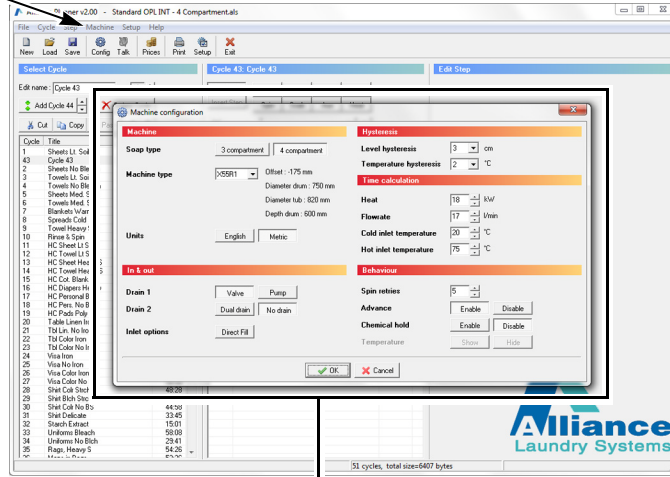 v2.00 - Standard OPL INT - 4 Compartment.als
File Cycle Step Machine Setup Help
New Load Save Config Talk Prices Print Setup Exit
Select Cycle Cycle 43: Cycle 43 Edit Step
Edit name: Cycle 43
Add Cycle 44
Cut Copy
Cycle Title
1 Sheets Lt. Soil
43 Cycle 43
2 Sheets No Ble
3 Towels Lt. Soi
4 Towels No Ble
5 Sheets Med. S
6 Towels Med. S
7 Blankets Warr
8 Spreads Cold
9 Towel Heavy
10 Rinse & Spin
11 HC Sheet Lt S
12 HC Towel Lt S
13 HC Sheet Hea
14 HC Towel Hea
15 HC Cot. Blank
16 HC Diapers H
17 HC Personal B
18 HC Pers. No B
19 HC Pads Poly
20 Table Linen
21 Tbl Lin. No Iro
22 Tbl Color Iron
23 Tbl Color No Ir
24 Visa Iron
25 Visa No Iron
26 Visa Color Iron
27 Visa Color No
28 Shirt Colr Strch 48:28
29 Shirt Blch Strc
30 Shirt Colr No BS 44:58
31 Shirt Delicate 33:45
32 Starch Extract 15:01
33 Uniforms Bleach 58:08
34 Uniforms No Blch 29:41
35 Rags, Heavy S 54:26
Machine configuration
Machine
Soap type 3 compartment 4 compartment
Machine type X55R1 Offset : -175 mm
Diameter drum : 750 mm
Diameter tub : 820 mm
Depth drum : 600 mm
Units English Metric
In & out
Drain 1 Valve Pump
Drain 2 Dual drain No drain
Inlet options Direct Fill
Hysteresis
Level hysteresis 3 cm
Temperature hysteresis 2 °C
Time calculation
Heat 18 kW
Flowrate 17 l/min
Cold inlet temperature 20 °C
Hot inlet temperature 75 °C
Behaviour
Spin retries 5
Advance Enable Disable
Chemical hold Enable Disable
Temperature Show Hide
OK Cancel
Alliance
Laundry Systems
51 cycles, total size=6407 bytes